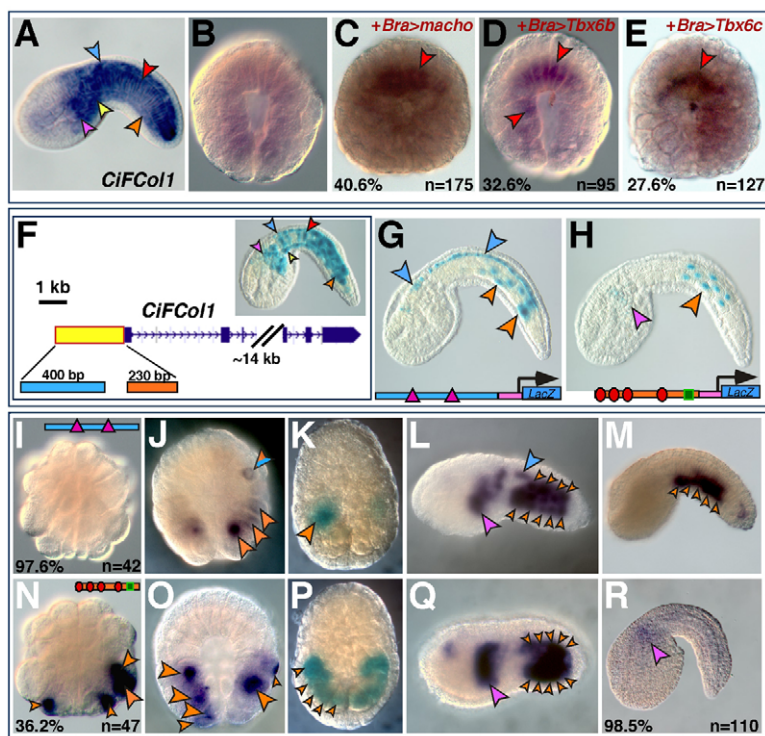 A
CiFCol1
B
C
+Bra>macho
40.6%
n=175
D
+Bra>Tbx6b
32.6%
n=95
E
+Bra>Tbx6c
27.6%
n=127
F
1 kb
CiFCol1
~14 kb
400 bp
230 bp
G
LacZ
H
LacZ
I
97.6%
n=42
J
K
L
M
N
36.2%
n=47
O
P
Q
R
98.5%
n=110